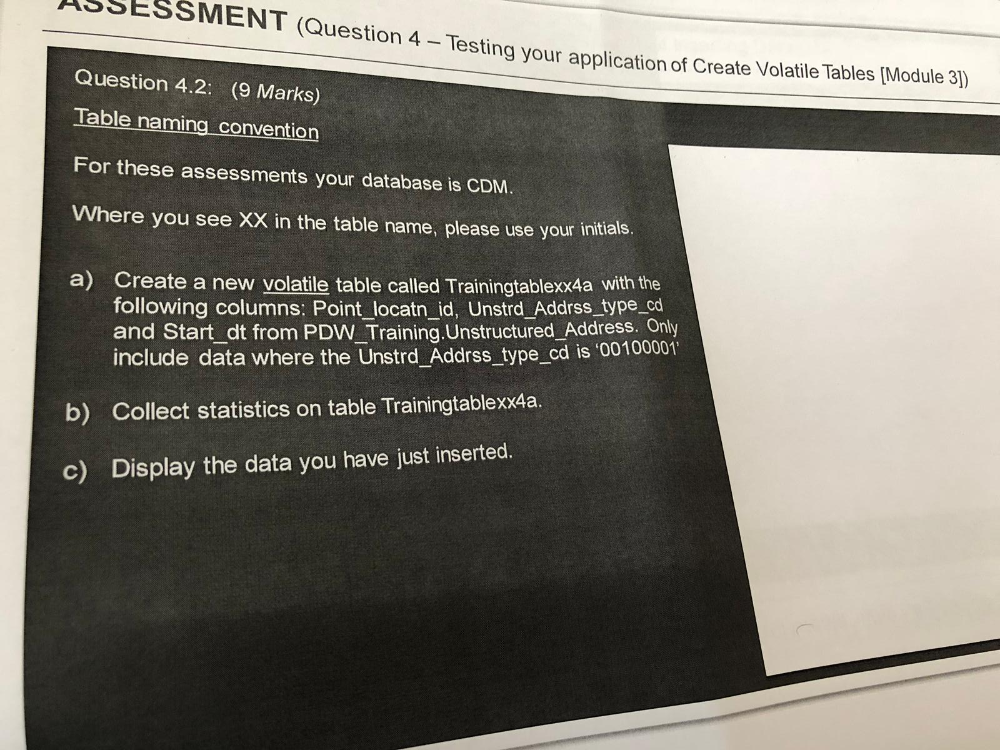 ASSESSMENT (Question 4 – Testing your application of Create Volatile Tables [Module 3])
Question 4.2: (9 Marks)
Table naming convention
For these assessments your database is CDM.
Where you see XX in the table name, please use your initials.
a) Create a new volatile table called Trainingtablexx4a with the
following columns: Point_locatn_id, Unstrd_Addrss_type_cd
and Start_dt from PDW_Training.Unstructured_Address. Only
include data where the Unstrd_Addrss_type_cd is ‘00100001’
b) Collect statistics on table Trainingtablexx4a.
c) Display the data you have just inserted.